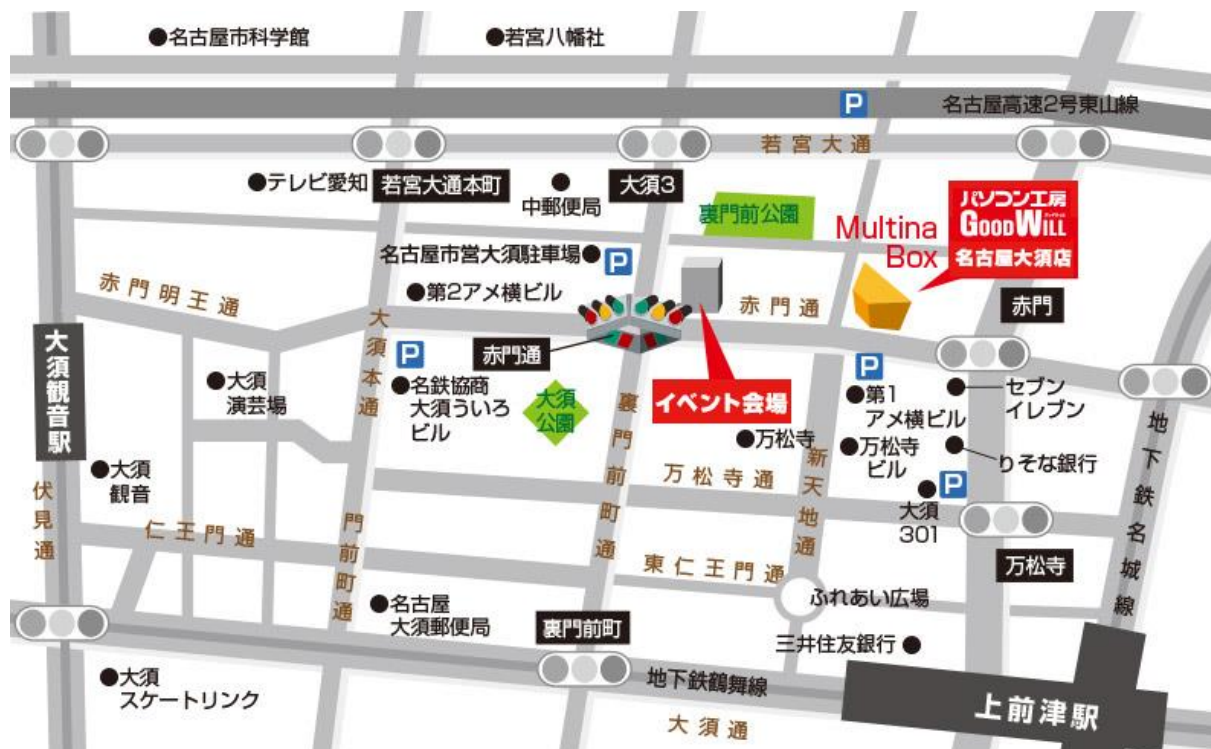 名古屋市科学館
若宮八幡社
P
名古屋高速2号東山線
若宮大通
テレビ愛知
若宮大通本町
中郵便局
大須3
裏門前公園
Multina
Box
パソコン工房
GOODWILL
名古屋大須店
名古屋市営大須駐車場
P
赤門明王通
第2アメ横ビル
赤門通
赤門
大須観音駅
大須本通
赤門通
P
P
大須
演芸場
名鉄協商
大須ういろ
ビル
大須
公園
イベント会場
裏門前町通
第1
アメ横ビル
セブン
イレブン
万松寺
新天地通
万松寺
ビル
りそな銀行
地下鉄名城線
大須
観音
万松寺通
P
大須
301
伏見通
仁王門通
門前町通
東仁王門通
万松寺
ふれあい広場
名古屋
大須郵便局
裏門前町
三井住友銀行
大須
スケートリンク
地下鉄鶴舞線
大須通
上前津駅